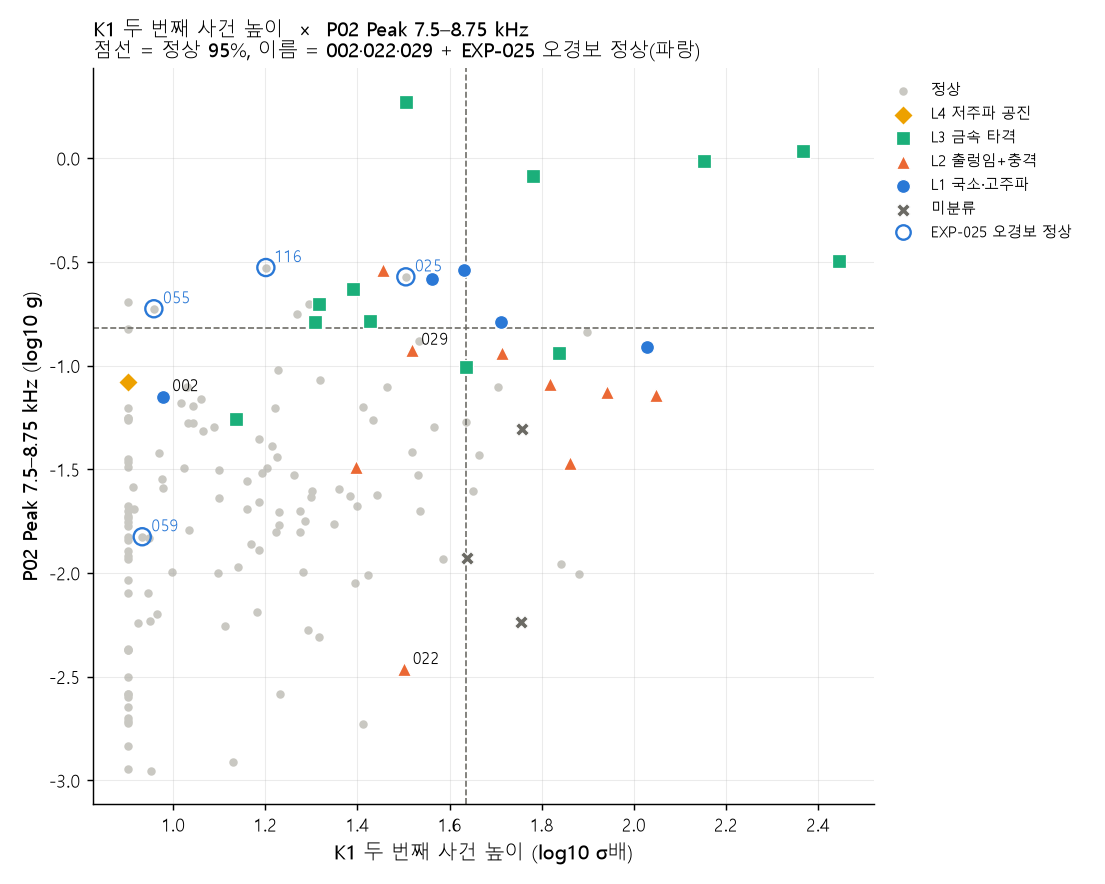 K1 두 번째 사건 높이 × P02 Peak 7.5–8.75 kHz
점선 = 정상 95%, 이름 = 002·022·029 + EXP-025 오경보 정상(파랑)
정상
L4 저주파 공진
L3 금속 타격
L2 출렁임+충격
L1 국소·고주파
미분류
EXP-025 오경보 정상
116
025
055
029
002
059
022
P02 Peak 7.5–8.75 kHz (log10 g)
0.0
-0.5
-1.0
-1.5
-2.0
-2.5
-3.0
1.0 1.2 1.4 1.6 1.8 2.0 2.2 2.4
K1 두 번째 사건 높이 (log10 σ배)